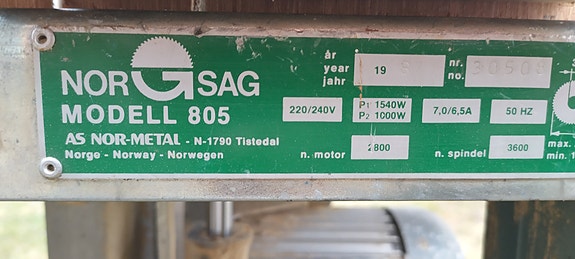 NOR SAG
MODELL 805
AS NOR-METAL - N-1790 Tistedal
Norge - Norway - Norwegen
år
year
jahr
19
nr.
no.
220/240V
P1 1540W
P2 1000W
7,0/6,5A
50 HZ
n. motor
2800
n. spindel
3600
max.
min. 1